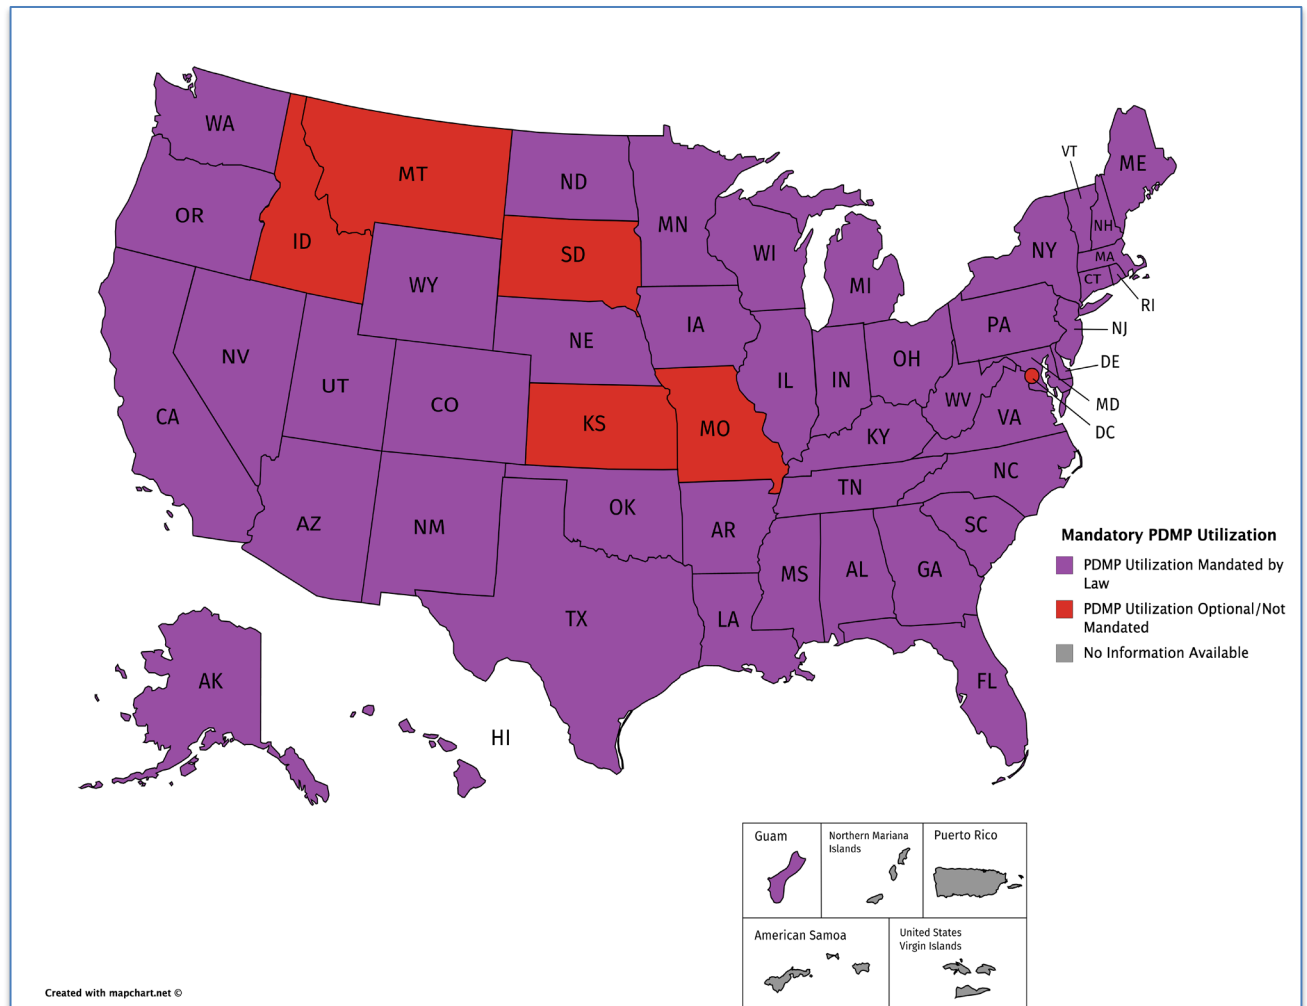 WA
MT
ND
VT
ME
OR
ID
SD
MN
WI
NY
NH
MA
CT
RI
WY
MI
IA
PA
NJ
NE
NV
UT
CO
IL
IN
OH
DE
WV
MD
CA
KS
MO
VA
DC
KY
NC
TN
AZ
NM
OK
AR
SC
MS
AL
GA
TX
LA
FL
AK
HI
Mandatory PDMP Utilization
PDMP Utilization Mandated by
Law
PDMP Utilization Optional/Not
Mandated
No Information Available
Guam
Northern Mariana
Islands
Puerto Rico
American Samoa
United States
Virgin Islands
Created with mapchart.net ©